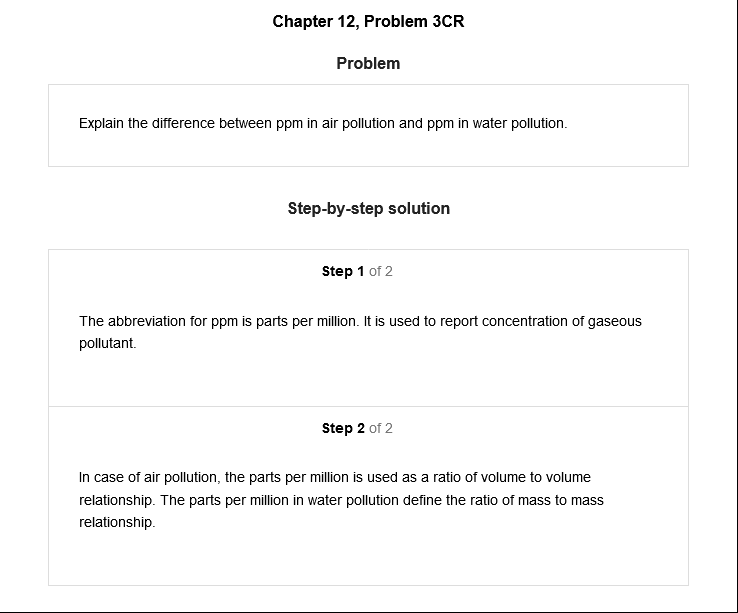 Chapter 12, Problem 3CR
Problem
Explain the difference between ppm in air pollution and ppm in water pollution.
Step-by-step solution
Step 1 of 2
The abbreviation for ppm is parts per million. It is used to report concentration of gaseous
pollutant.
Step 2 of 2
In case of air pollution, the parts per million is used as a ratio of volume to volume
relationship. The parts per million in water pollution define the ratio of mass to mass
relationship.